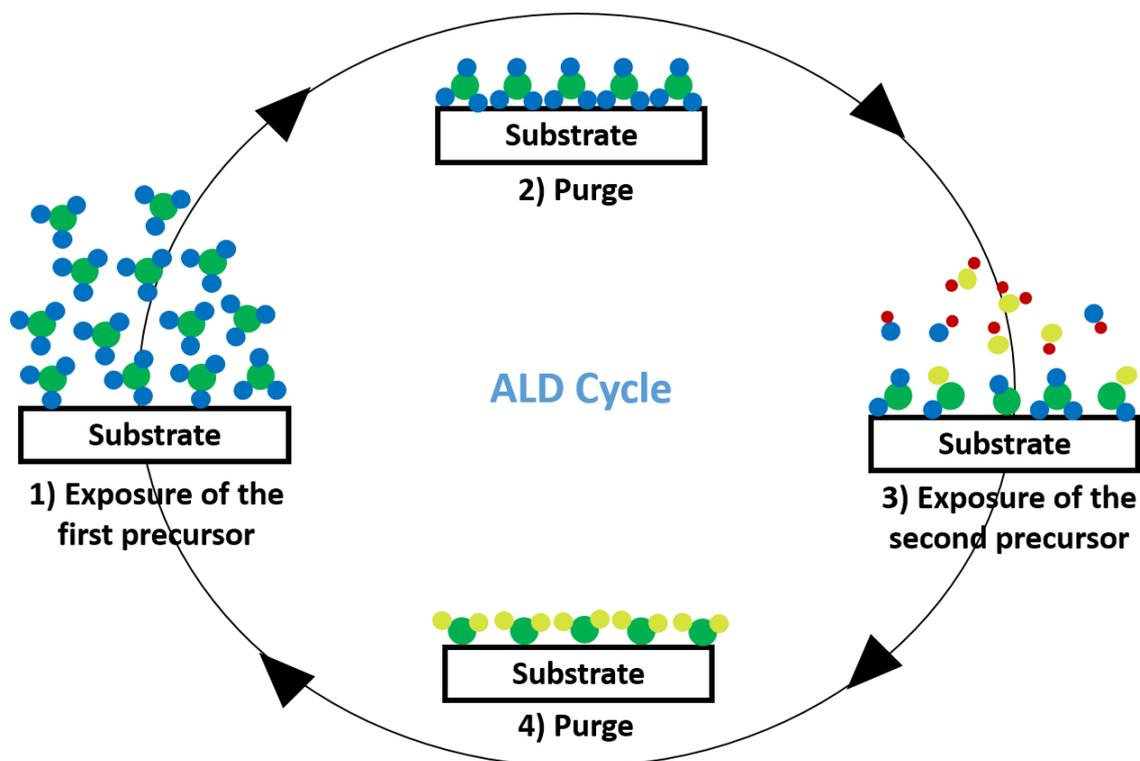 Substrate
2) Purge
ALD Cycle
Substrate
1) Exposure of the
first precursor
Substrate
3) Exposure of the
second precursor
Substrate
4) Purge